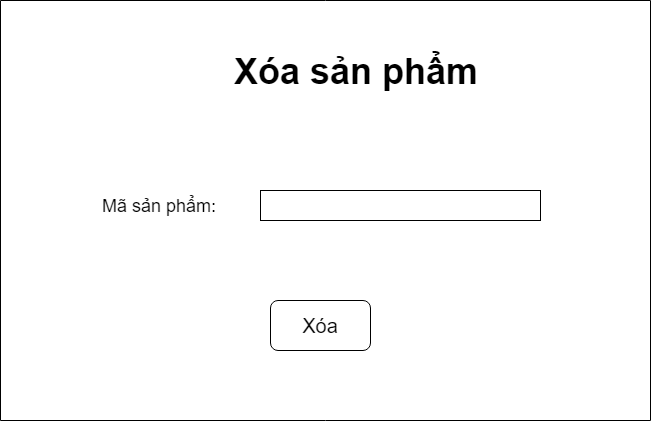 Xóa sản phẩm
Mã sản phẩm:
Xóa